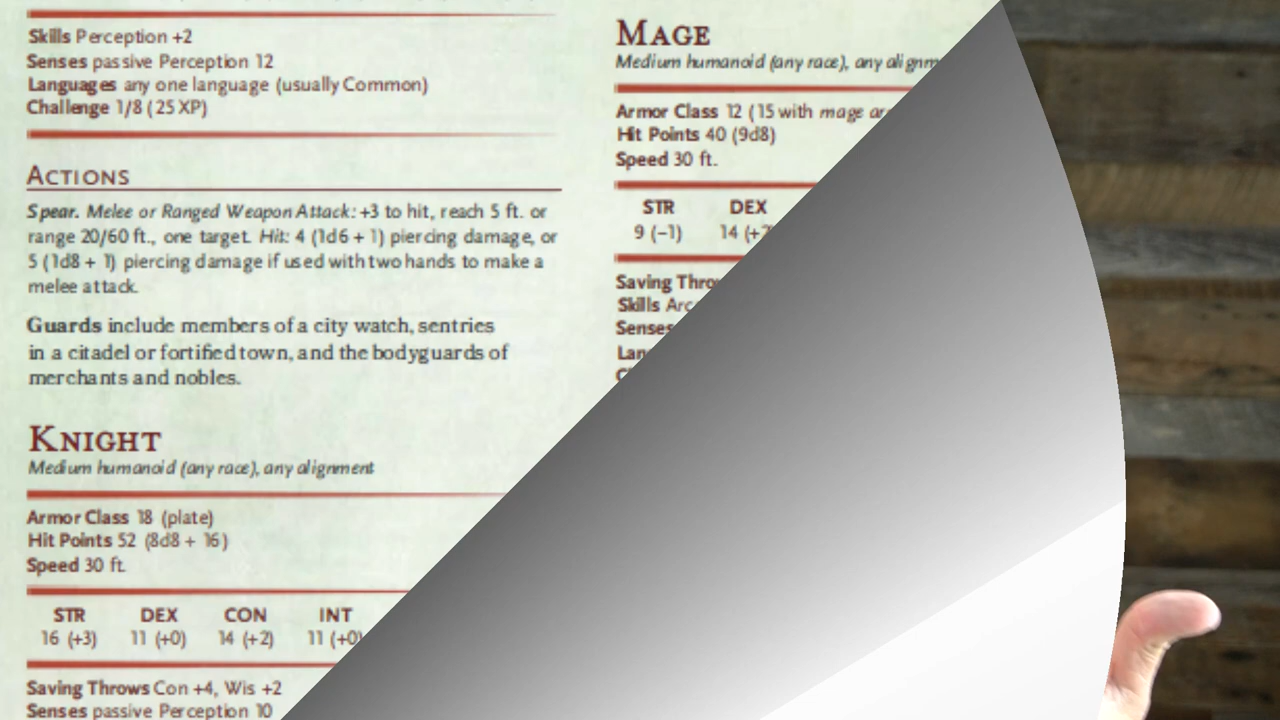 Skills Perception +2
Senses passive Perception 12
Languages any one language (usually Common)
Challenge 1/8 (25 XP)
ACTIONS
Spear. Melee or Ranged Weapon Attack: +3 to hit, reach 5 ft. or
range 20/60 ft., one target. Hit: 4 (1d6 + 1) piercing damage, or
5 (1d8 + 1) piercing damage if used with two hands to make a
melee attack.
Guards include members of a city watch, sentries
in a citadel or fortified town, and the bodyguards of
merchants and nobles.
KNIGHT
Medium humanoid (any race), any alignment
Armor Class 18 (plate)
Hit Points 52 (8d8 + 16)
Speed 30 ft.
STR DEX CON INT
16 (+3) 11 (+0) 14 (+2) 11 (+0)
Saving Throws Con +4, Wis +2
Senses passive Perception 10
MAGE
Medium humanoid (any race), any
Armor Class 12 (15 with mage
Hit Points 40 (9d8)
Speed 30 ft.
STR DEX
9 (−1) 14
Saving
Skills
Senses